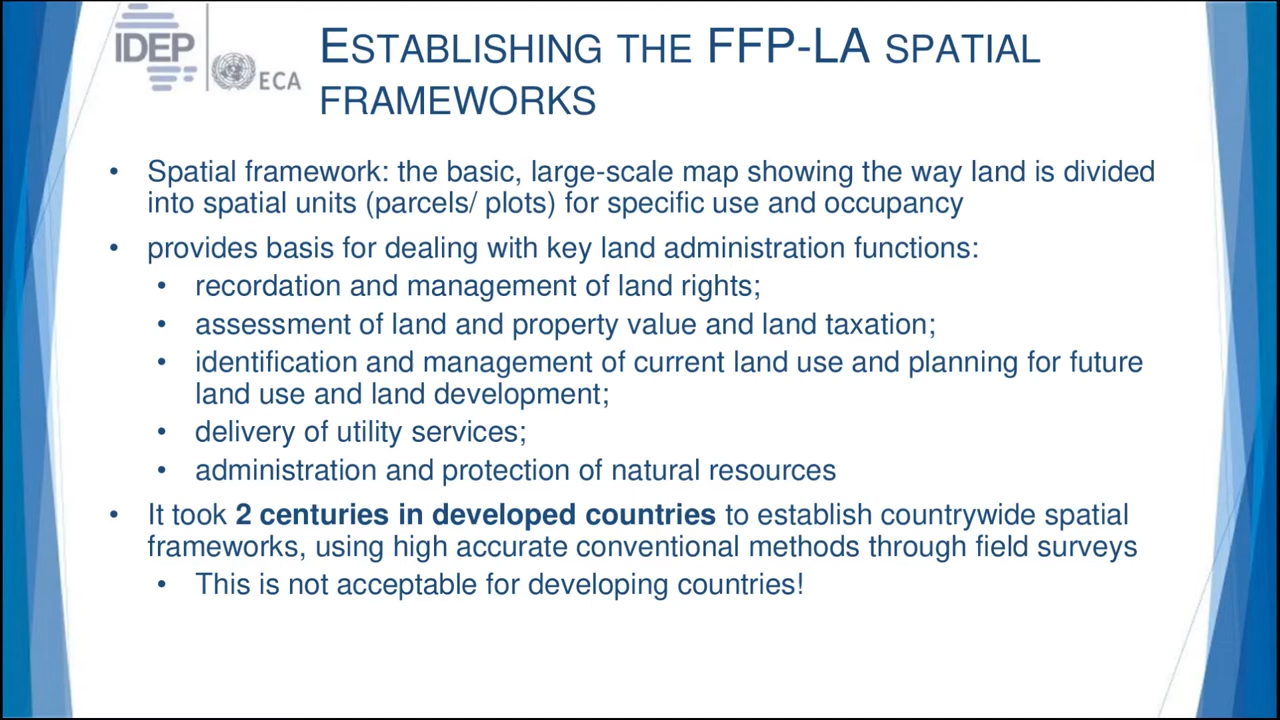 IDEP
ECA
ESTABLISHING THE FFP-LA SPATIAL
FRAMEWORKS
• Spatial framework: the basic, large-scale map showing the way land is divided
into spatial units (parcels/ plots) for specific use and occupancy
• provides basis for dealing with key land administration functions:
• recordation and management of land rights;
• assessment of land and property value and land taxation;
• identification and management of current land use and planning for future
land use and land development;
• delivery of utility services;
• administration and protection of natural resources
• It took 2 centuries in developed countries to establish countrywide spatial
frameworks, using high accurate conventional methods through field surveys
• This is not acceptable for developing countries!